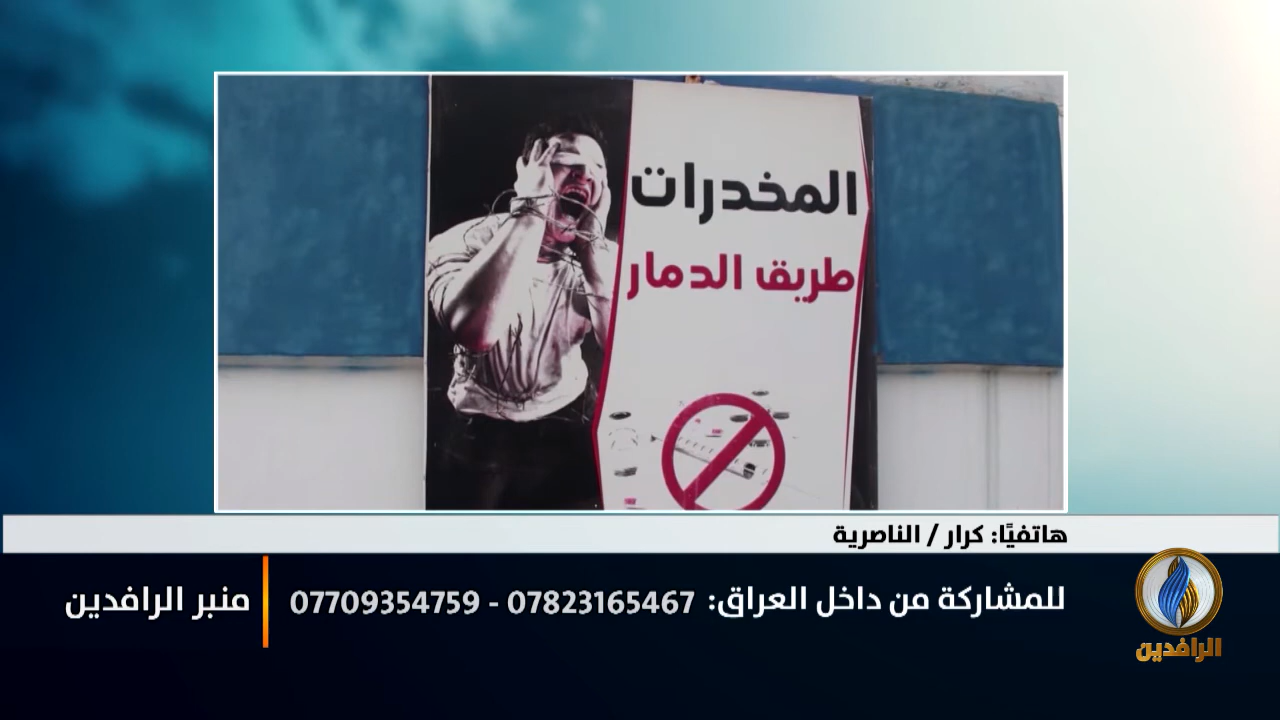 المخدرات
طريق الدمار
هاتفيًا: كرار / الناصرية
للمشاركة من داخل العراق: 07823165467 - 07709354759
منبر الرافدين
الرافدين